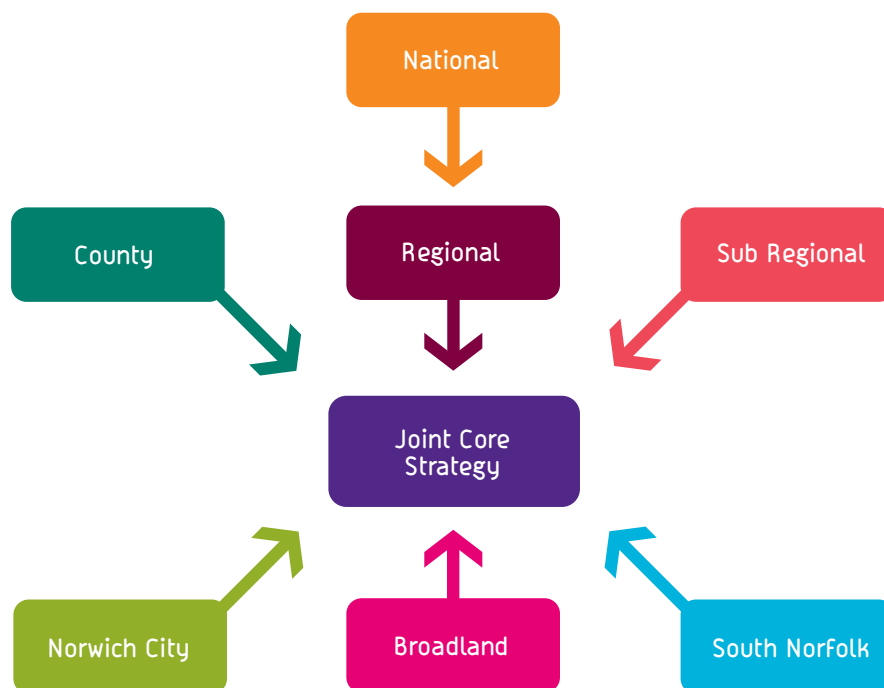 National
County
Regional
Sub Regional
Joint Core
Strategy
Norwich City
Broadland
South Norfolk